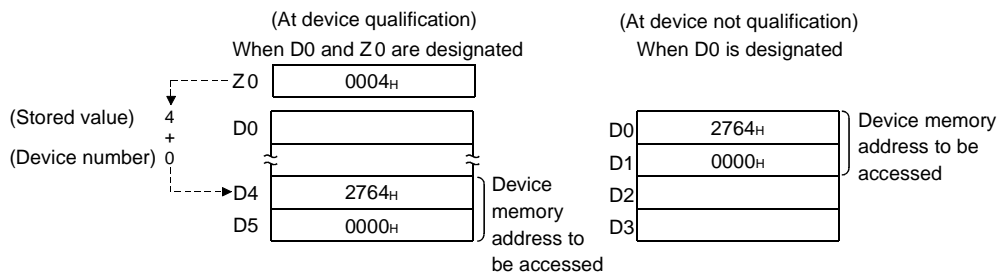 (At device qualification)
When D0 and Z0 are designated
Z0 0004H
(Stored value) 4
+
(Device number) 0
D0
D4 2764H
D5 0000H
Device
memory
address to
be accessed
(At device not qualification)
When D0 is designated
D0 2764H
D1 0000H
D2
D3
Device memory
address to be
accessed